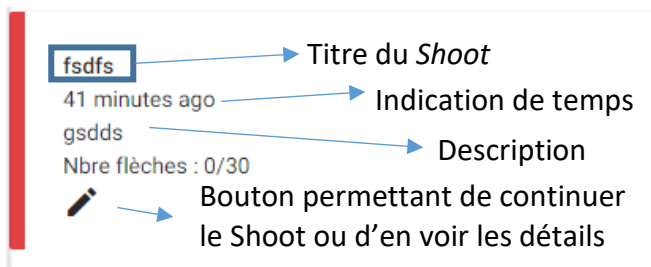 fsdfs
Titre du Shoot
41 minutes ago
Indication de temps
gsdds
Description
Nbre flèches : 0/30
Bouton permettant de continuer
le Shoot ou d’en voir les détails